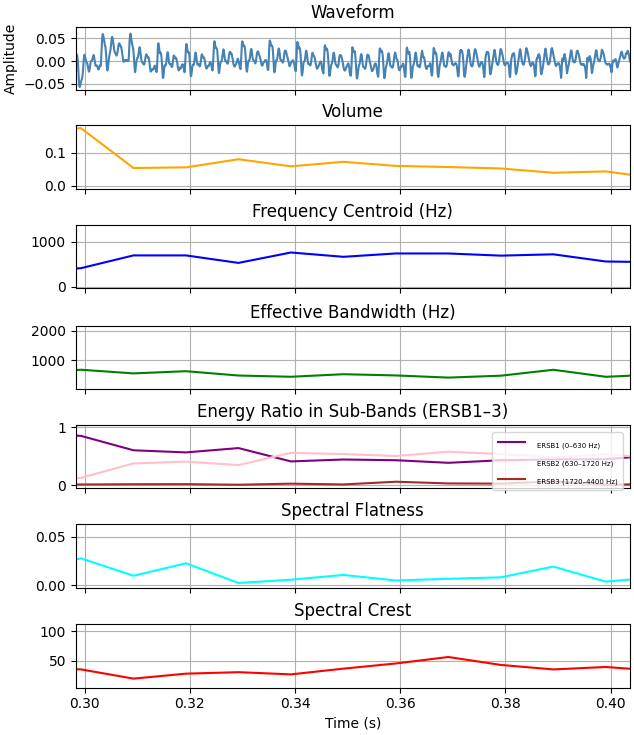 Waveform
Amplitude
0.05
0.00
−0.05
Volume
0.1
0.0
Frequency Centroid (Hz)
1000
0
Effective Bandwidth (Hz)
2000
1000
Energy Ratio in Sub-Bands (ERSB1–3)
1
0
ERSB1 (0–630 Hz)
ERSB2 (630–1720 Hz)
ERSB3 (1720–4400 Hz)
Spectral Flatness
0.05
0.00
Spectral Crest
100
50
0.30 0.32 0.34 0.36 0.38 0.40
Time (s)